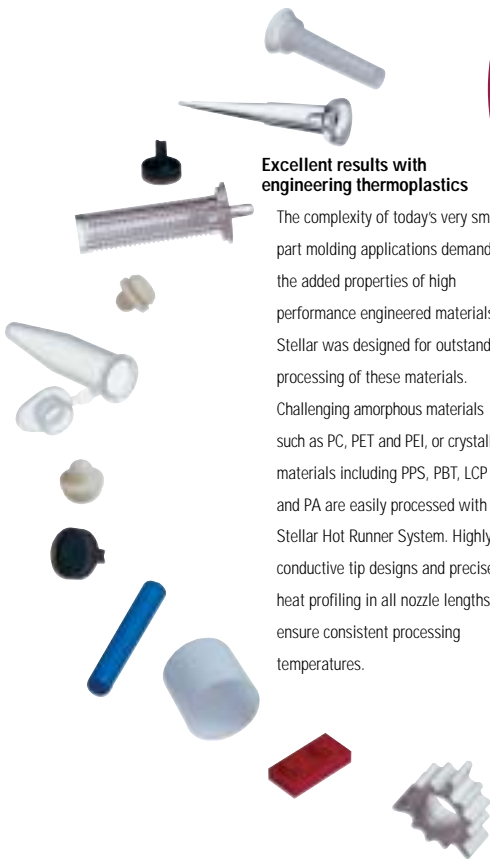 Excellent results with
engineering thermoplastics
The complexity of today's very sm
part molding applications demand
the added properties of high
performance engineered materials
Stellar was designed for outstand
processing of these materials.
Challenging amorphous materials
such as PC, PET and PEI, or crystall
materials including PPS, PBT, LCP
and PA are easily processed with
Stellar Hot Runner System. Highly
conductive tip designs and precise
heat profiling in all nozzle lengths
ensure consistent processing
temperatures.